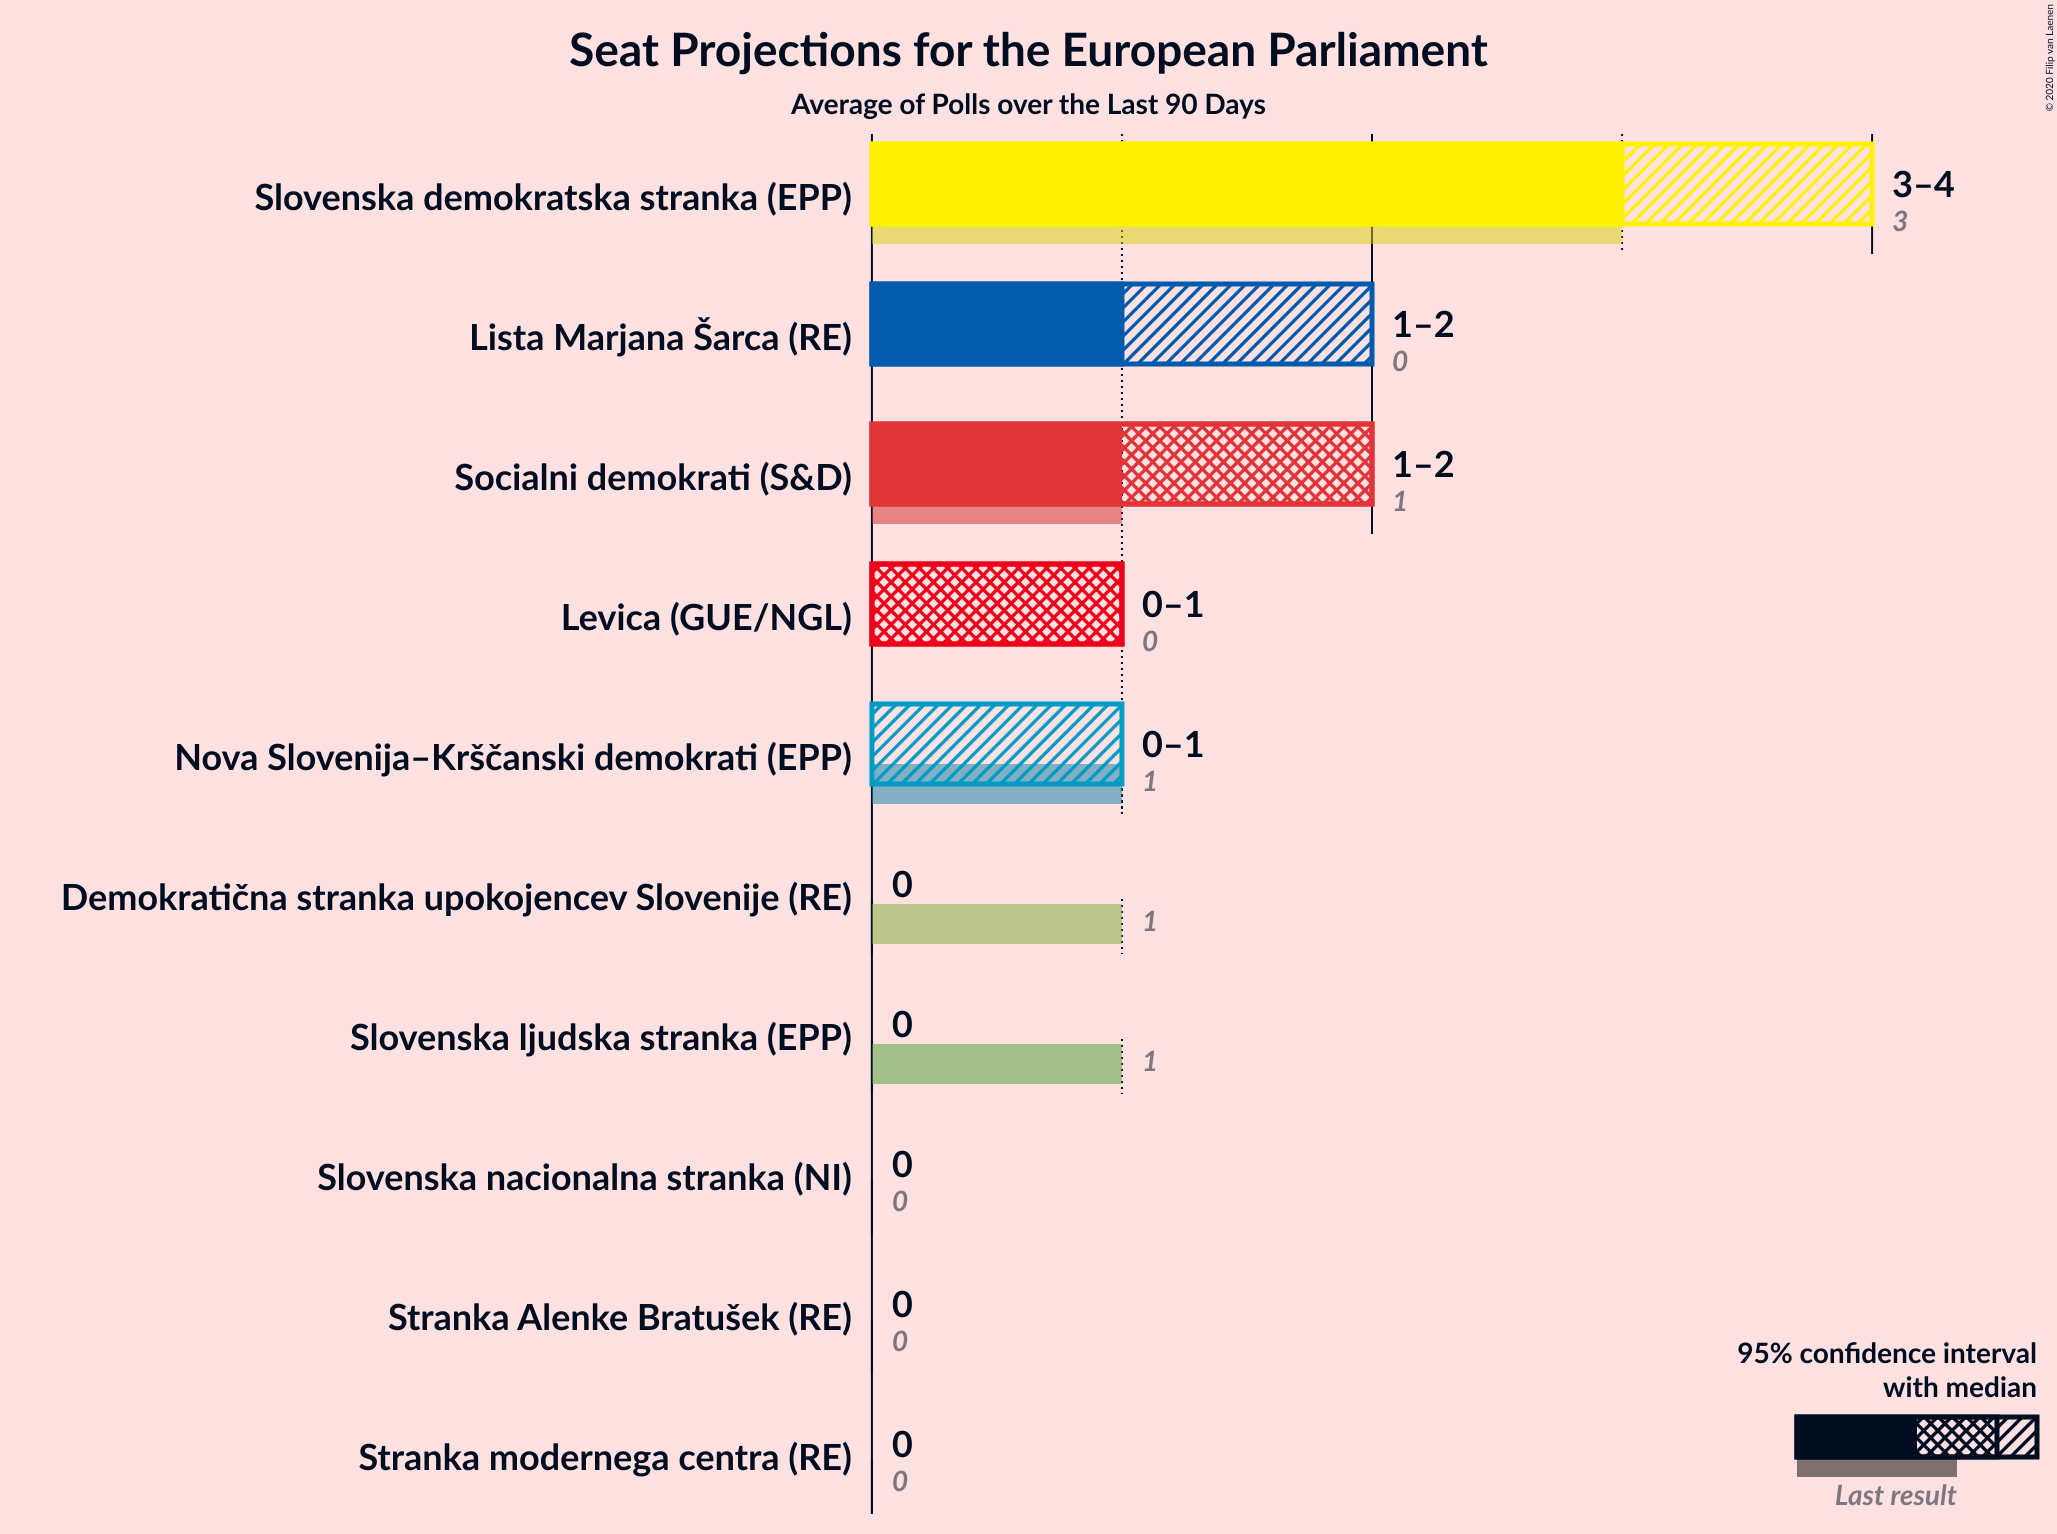 Seat Projections for the European Parliament
Average of Polls over the Last 90 Days
© 2020 Filip van Laenen
Slovenska demokratska stranka (EPP)
3–4
3
Lista Marjana Šarca (RE)
1–2
0
Socialni demokrati (S&D)
1–2
1
Levica (GUE/NGL)
0–1
0
Nova Slovenija–Krščanski demokrati (EPP)
0–1
1
Demokratična stranka upokojencev Slovenije (RE)
0
1
Slovenska ljudska stranka (EPP)
0
1
Slovenska nacionalna stranka (NI)
0
0
Stranka Alenke Bratušek (RE)
0
0
Stranka modernega centra (RE)
0
0
95% confidence interval
with median
Last result